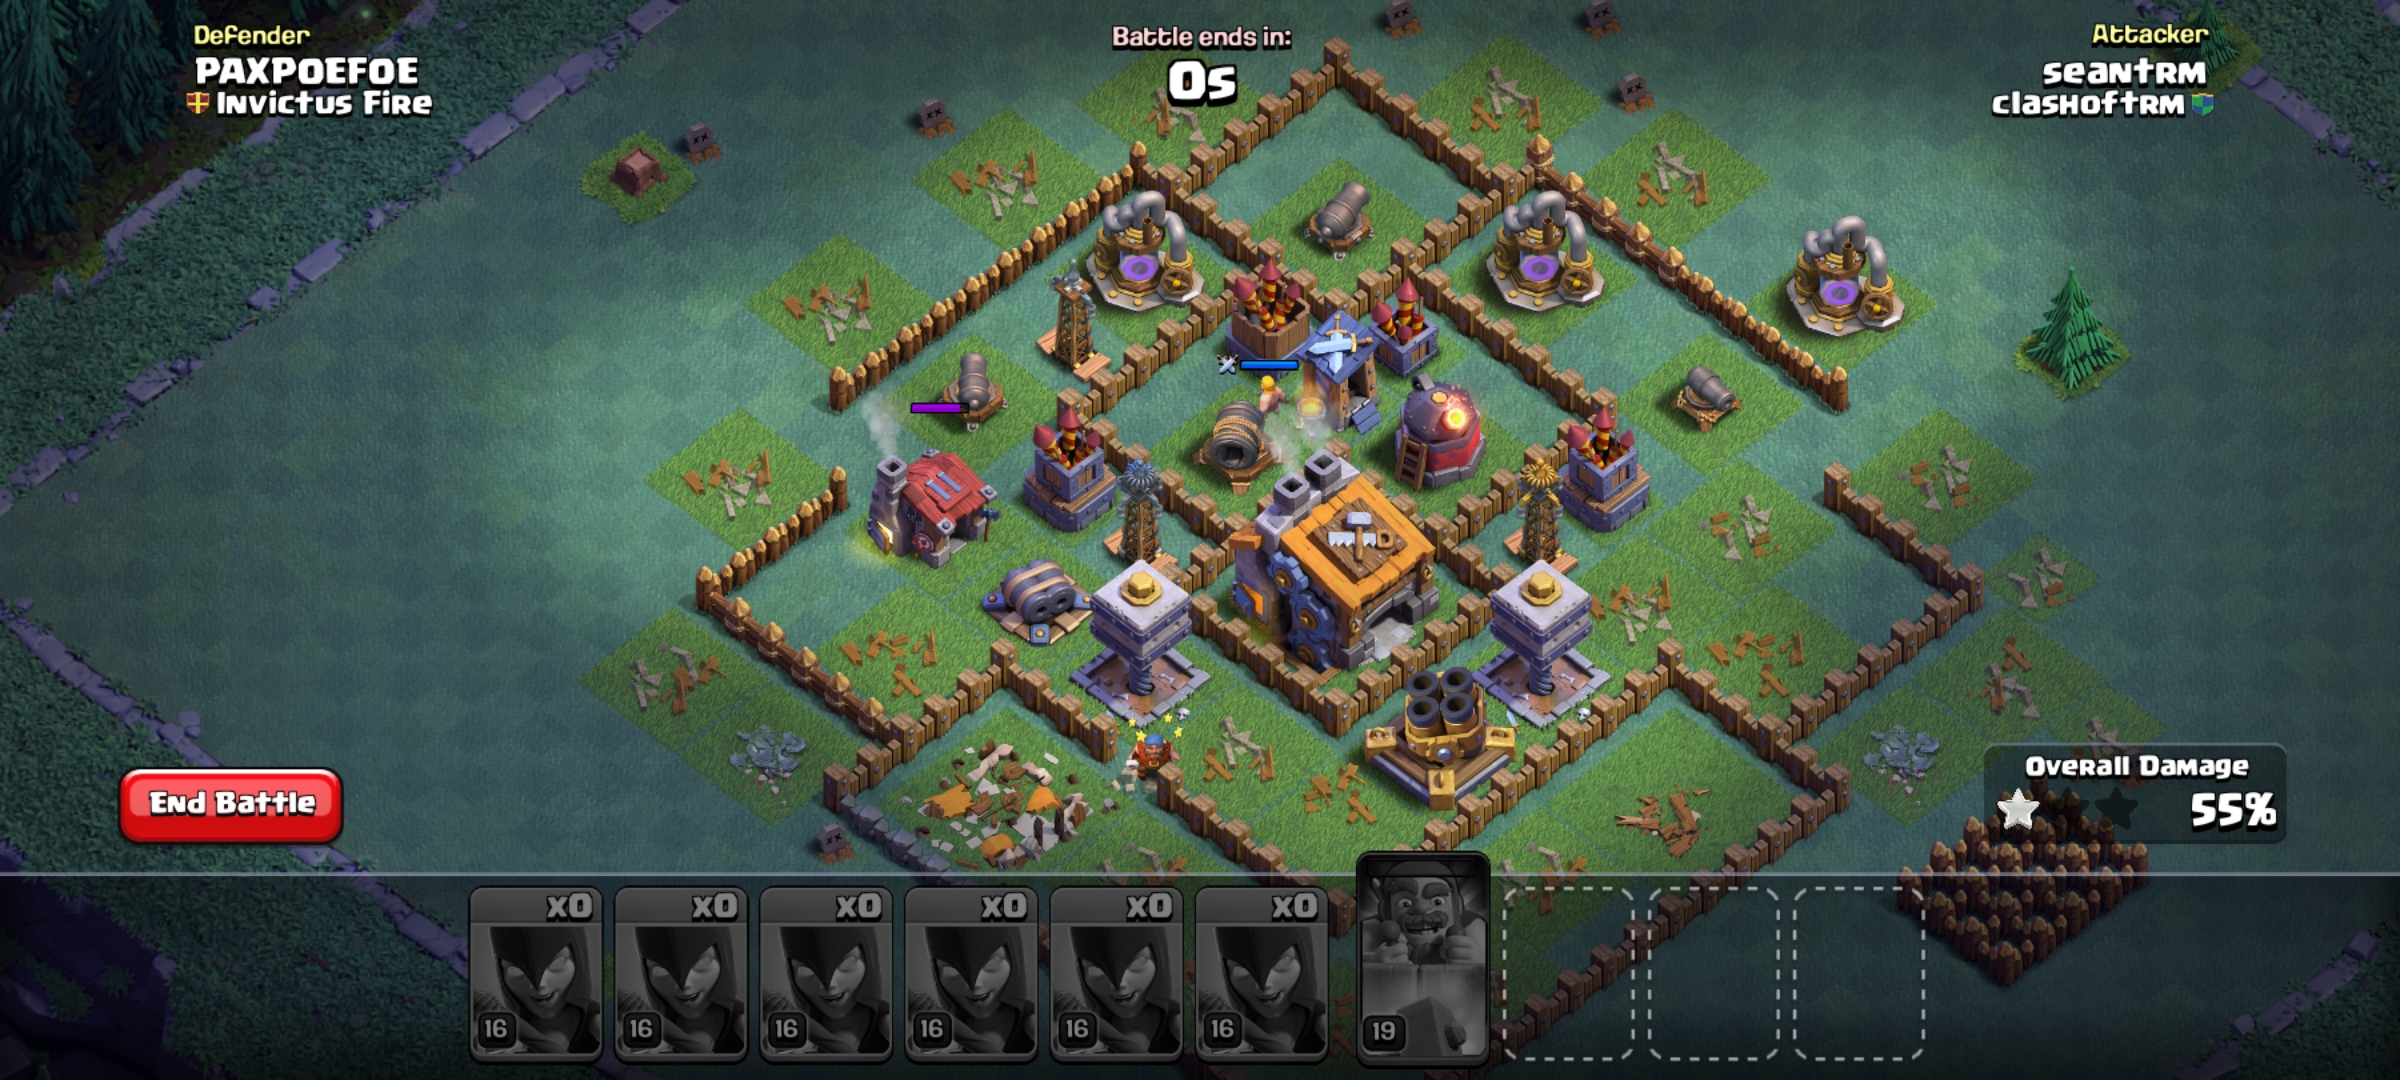 Defender
PAXPOEFOE
Invictus Fire
Battle ends in:
0s
Attacker
seantrm
clashoftrm
End Battle
Overall Damage
55%
x0
x0
x0
x0
x0
x0
16
16
16
16
16
16
19